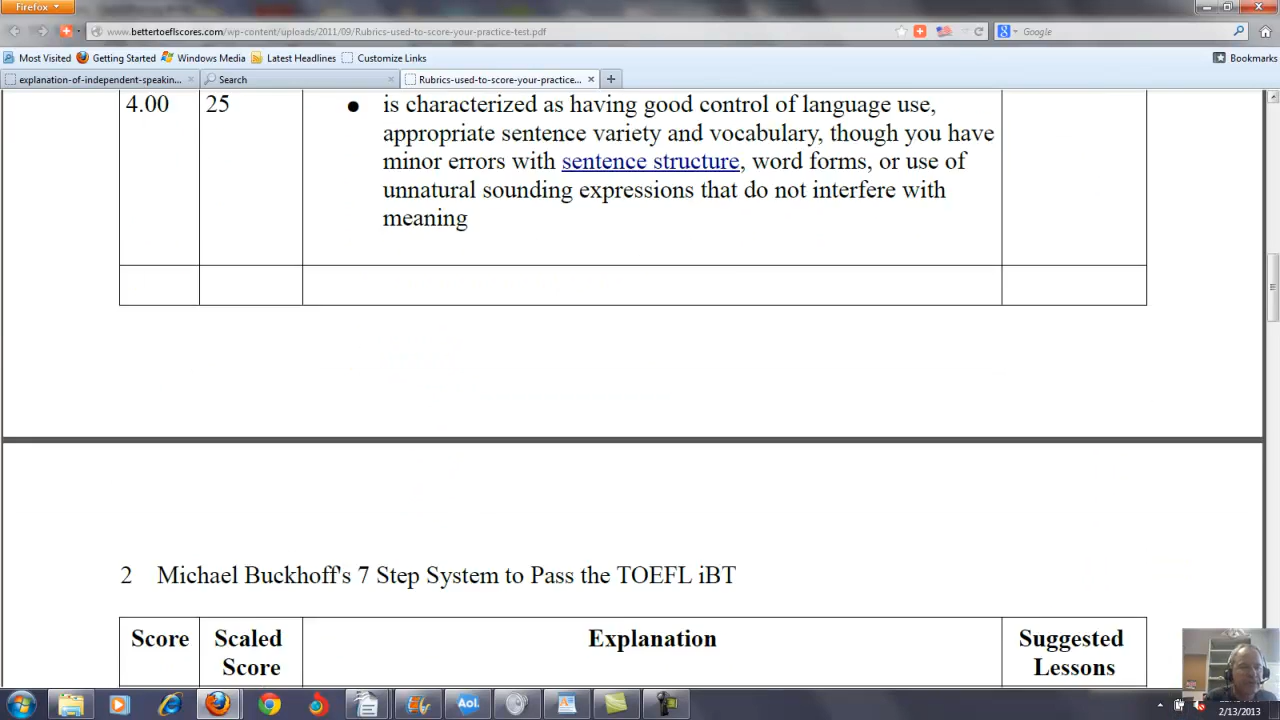 Firefox
www.bettertoeflscores.com/wp-content/uploads/2011/09/Rubrics-used-to-score-your-practice-test.pdf
Google
Most Visited Getting Started Windows Media Latest Headlines Customize Links Bookmarks
explanation-of-independent-speakin... Search Rubrics-used-to-score-your-practice...
4.00 25 • is characterized as having good control of language use,
appropriate sentence variety and vocabulary, though you have
minor errors with sentence structure, word forms, or use of
unnatural sounding expressions that do not interfere with
meaning
2 Michael Buckhoff's 7 Step System to Pass the TOEFL iBT
Score Scaled Explanation Suggested
Score Lessons
Aol.
2/13/2013